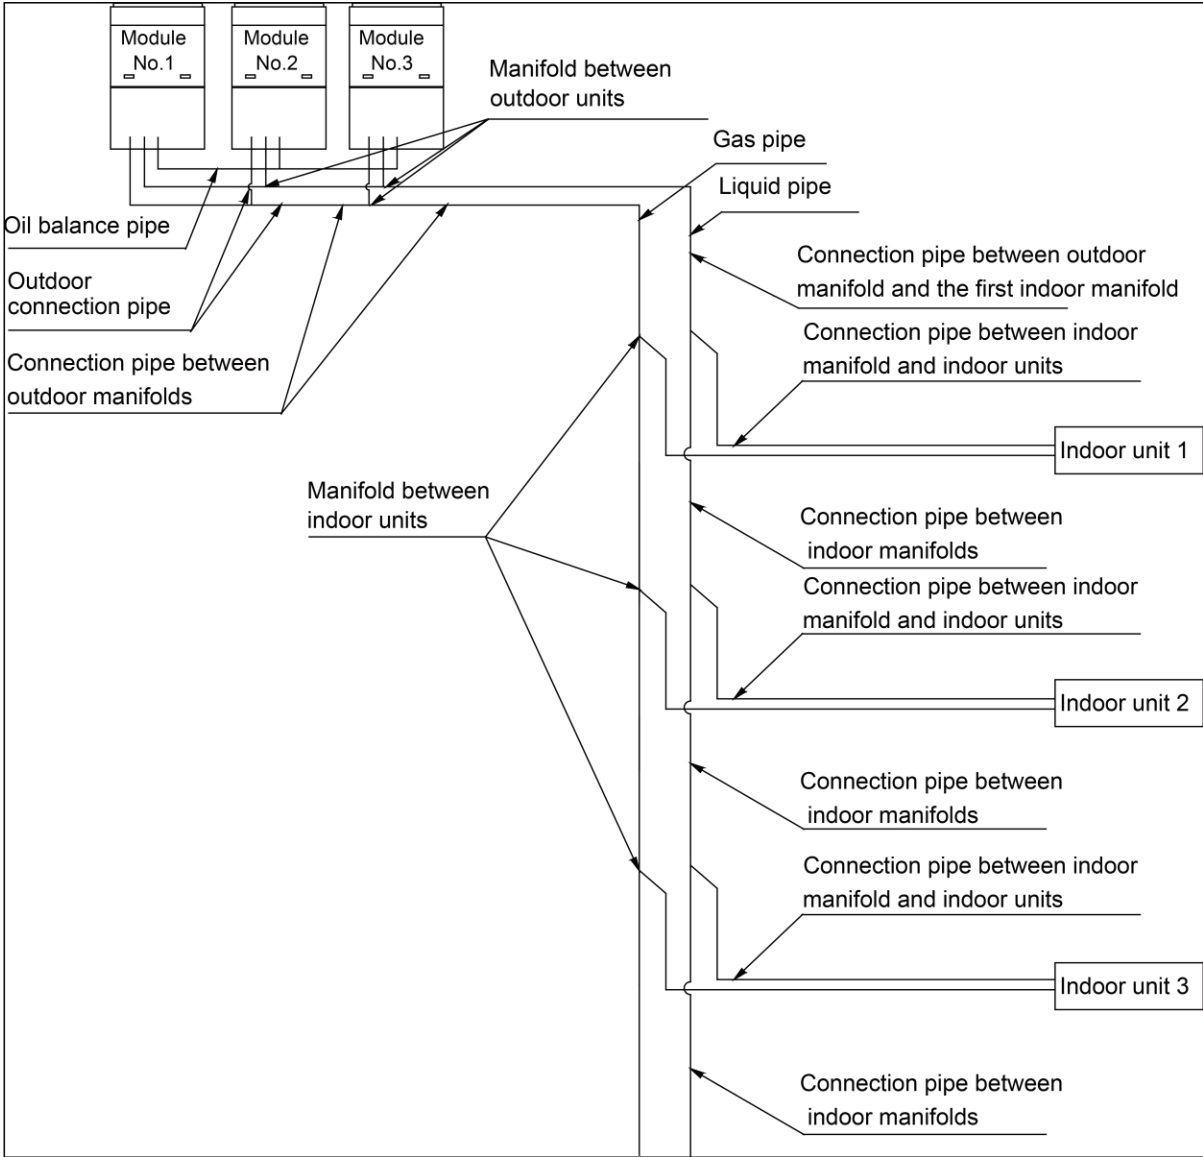 Module
No.1
Module
No.2
Module
No.3
Manifold between
outdoor units
Gas pipe
Liquid pipe
Oil balance pipe
Outdoor
connection pipe
Connection pipe between
outdoor manifolds
Connection pipe between outdoor
manifold and the first indoor manifold
Connection pipe between indoor
manifold and indoor units
Indoor unit 1
Manifold between
indoor units
Connection pipe between
indoor manifolds
Connection pipe between indoor
manifold and indoor units
Indoor unit 2
Connection pipe between
indoor manifolds
Connection pipe between indoor
manifold and indoor units
Indoor unit 3
Connection pipe between
indoor manifolds